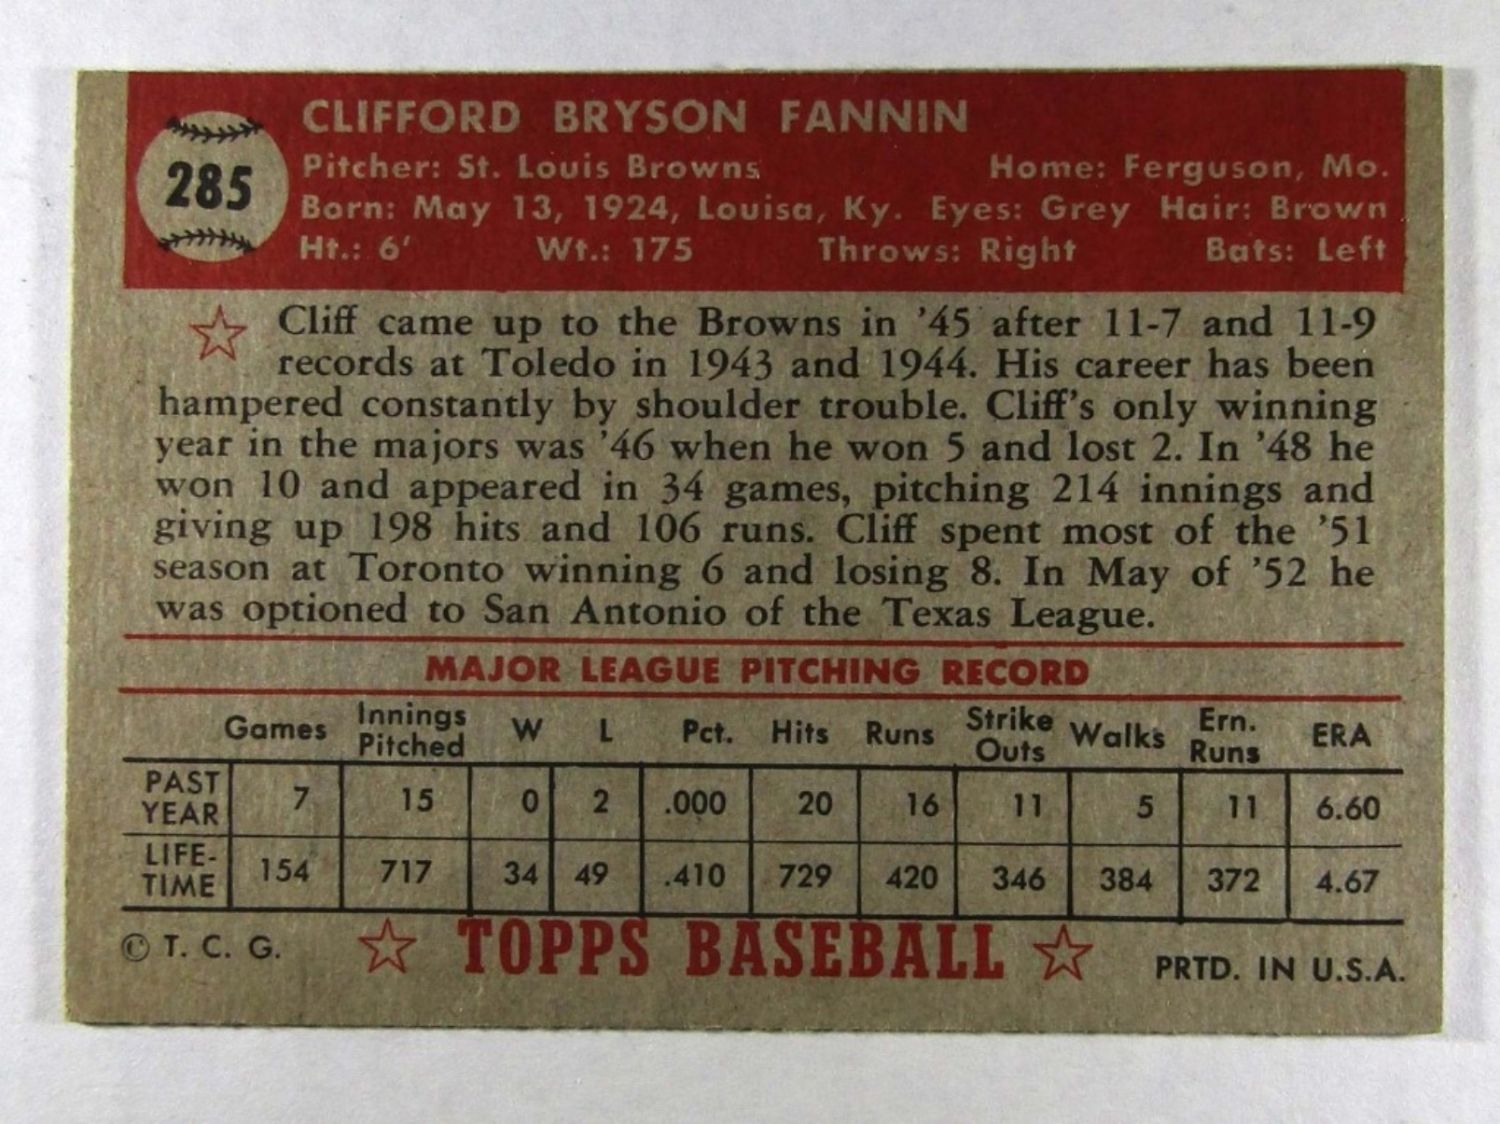 285
CLIFFORD BRYSON FANNIN
Pitcher: St. Louis Browns Home: Ferguson, Mo.
Born: May 13, 1924, Louisa, Ky. Eyes: Grey Hair: Brown
Ht.: 6' Wt.: 175 Throws: Right Bats: Left
Cliff came up to the Browns in '45 after 11-7 and 11-9
records at Toledo in 1943 and 1944. His career has been
hampered constantly by shoulder trouble. Cliff's only winning
year in the majors was '46 when he won 5 and lost 2. In '48 he
won 10 and appeared in 34 games, pitching 214 innings and
giving up 198 hits and 106 runs. Cliff spent most of the '51
season at Toronto winning 6 and losing 8. In May of '52 he
was optioned to San Antonio of the Texas League.
MAJOR LEAGUE PITCHING RECORD
Games Innings Pitched W L Pct. Hits Runs Strike Outs Walks Ern. Runs ERA
PAST YEAR 7 15 0 2 .000 20 16 11 5 11 6.60
LIFE-TIME 154 717 34 49 .410 729 420 346 384 372 4.67
© T. C. G. TOPPS BASEBALL PRTD. IN U.S.A.